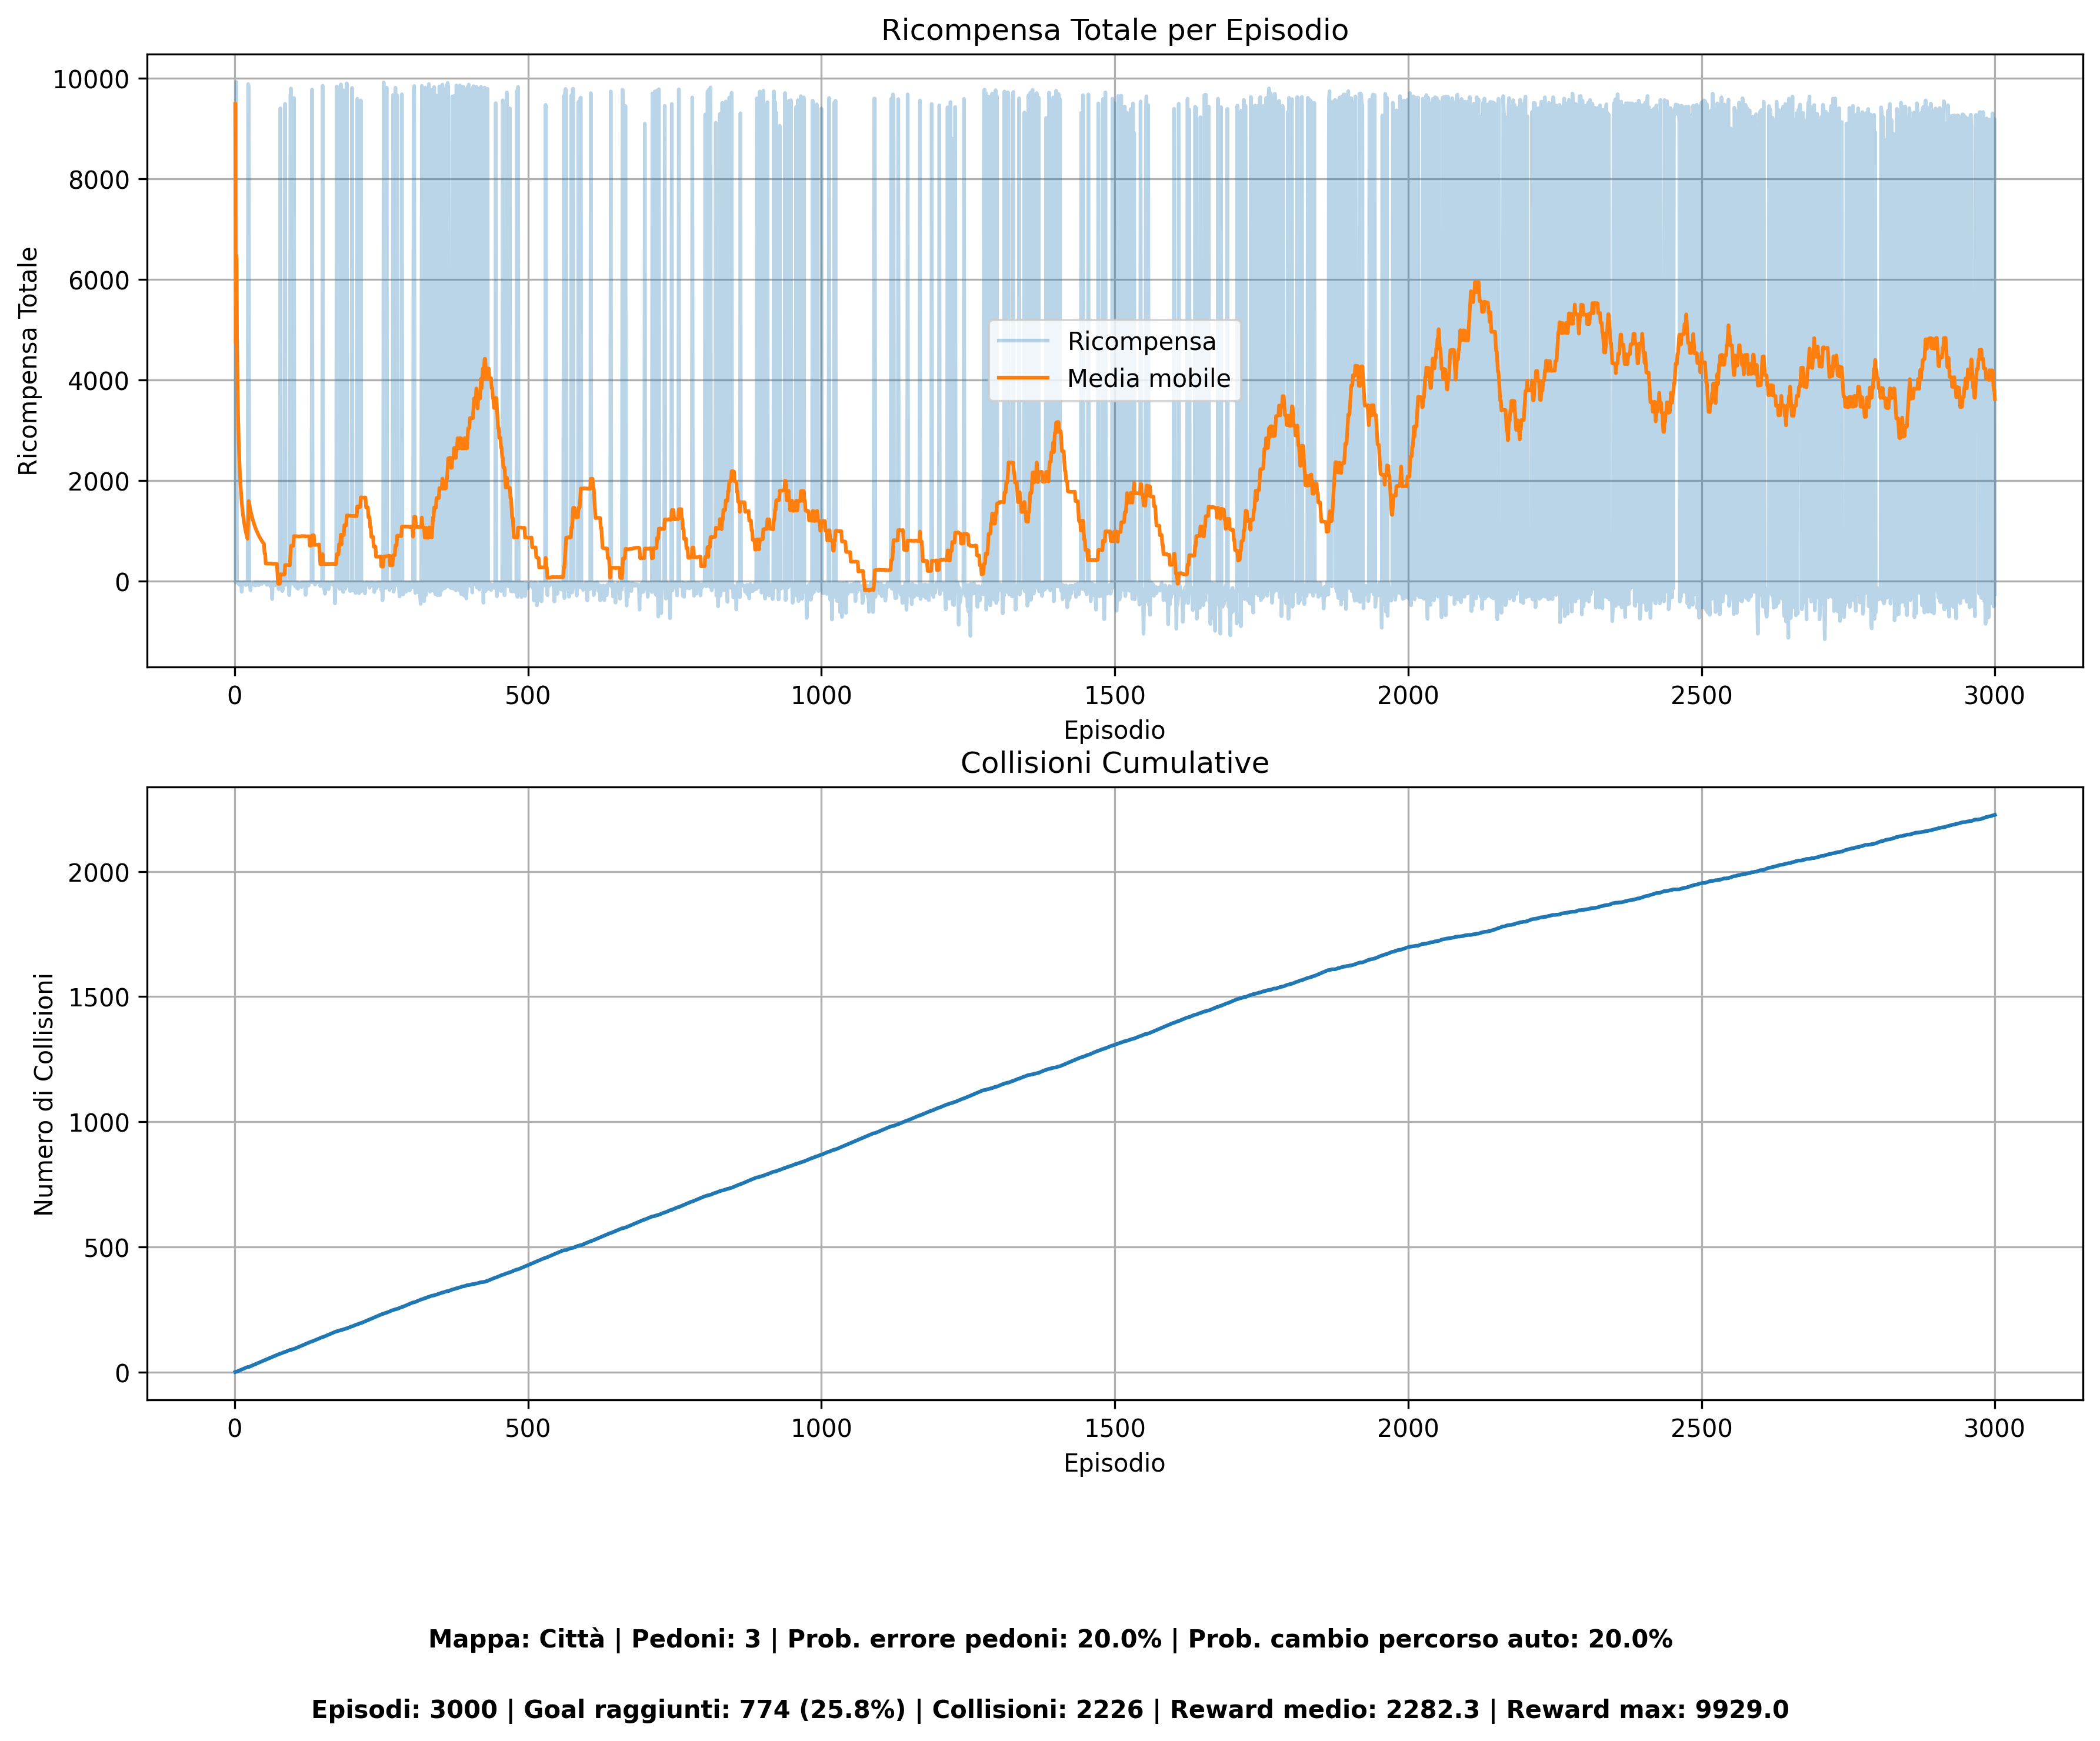 Ricompensa Totale per Episodio
10000
8000
6000
4000
2000
0
Ricompensa Totale
Ricompensa
Media mobile
0 500 1000 1500 2000 2500 3000
Episodio
Collisioni Cumulative
2000
1500
1000
500
0
Numero di Collisioni
0 500 1000 1500 2000 2500 3000
Episodio
Mappa: Città | Pedoni: 3 | Prob. errore pedoni: 20.0% | Prob. cambio percorso auto: 20.0%
Episodi: 3000 | Goal raggiunti: 774 (25.8%) | Collisioni: 2226 | Reward medio: 2282.3 | Reward max: 9929.0